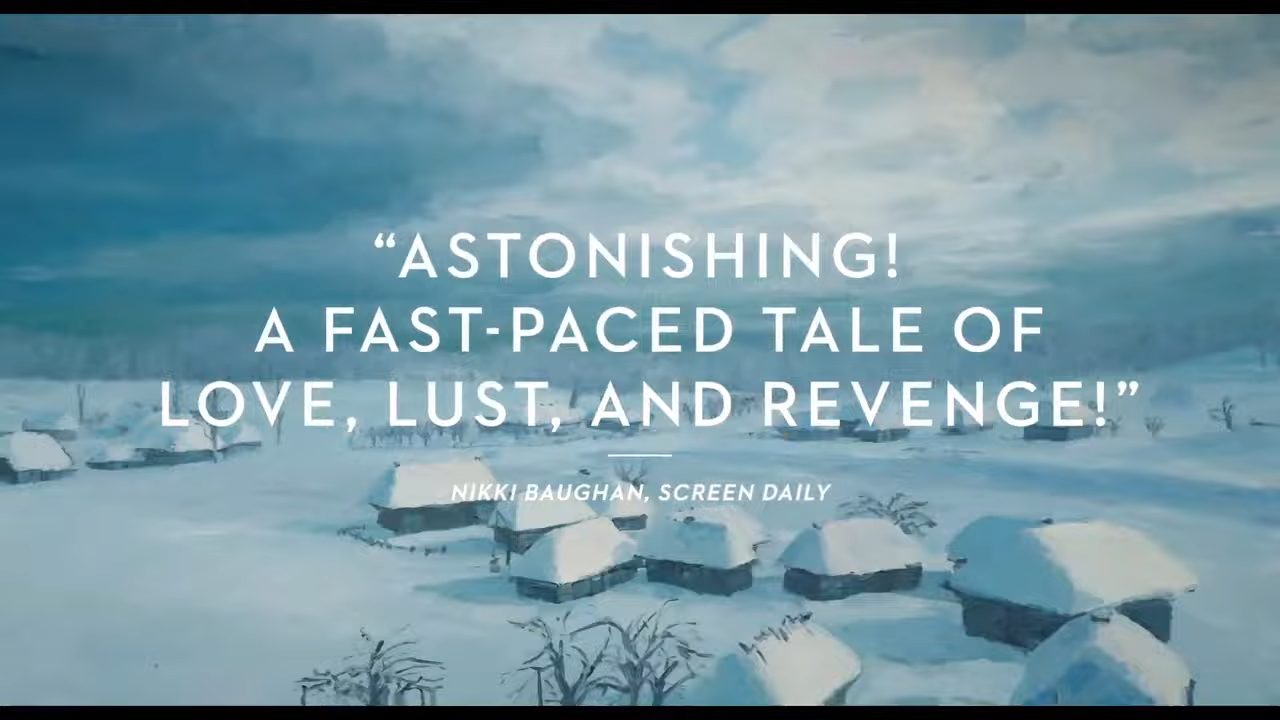 “ASTONISHING!
A FAST-PACED TALE OF
LOVE, LUST, AND REVENGE!”
NIKKI BAUGHAN, SCREEN DAILY